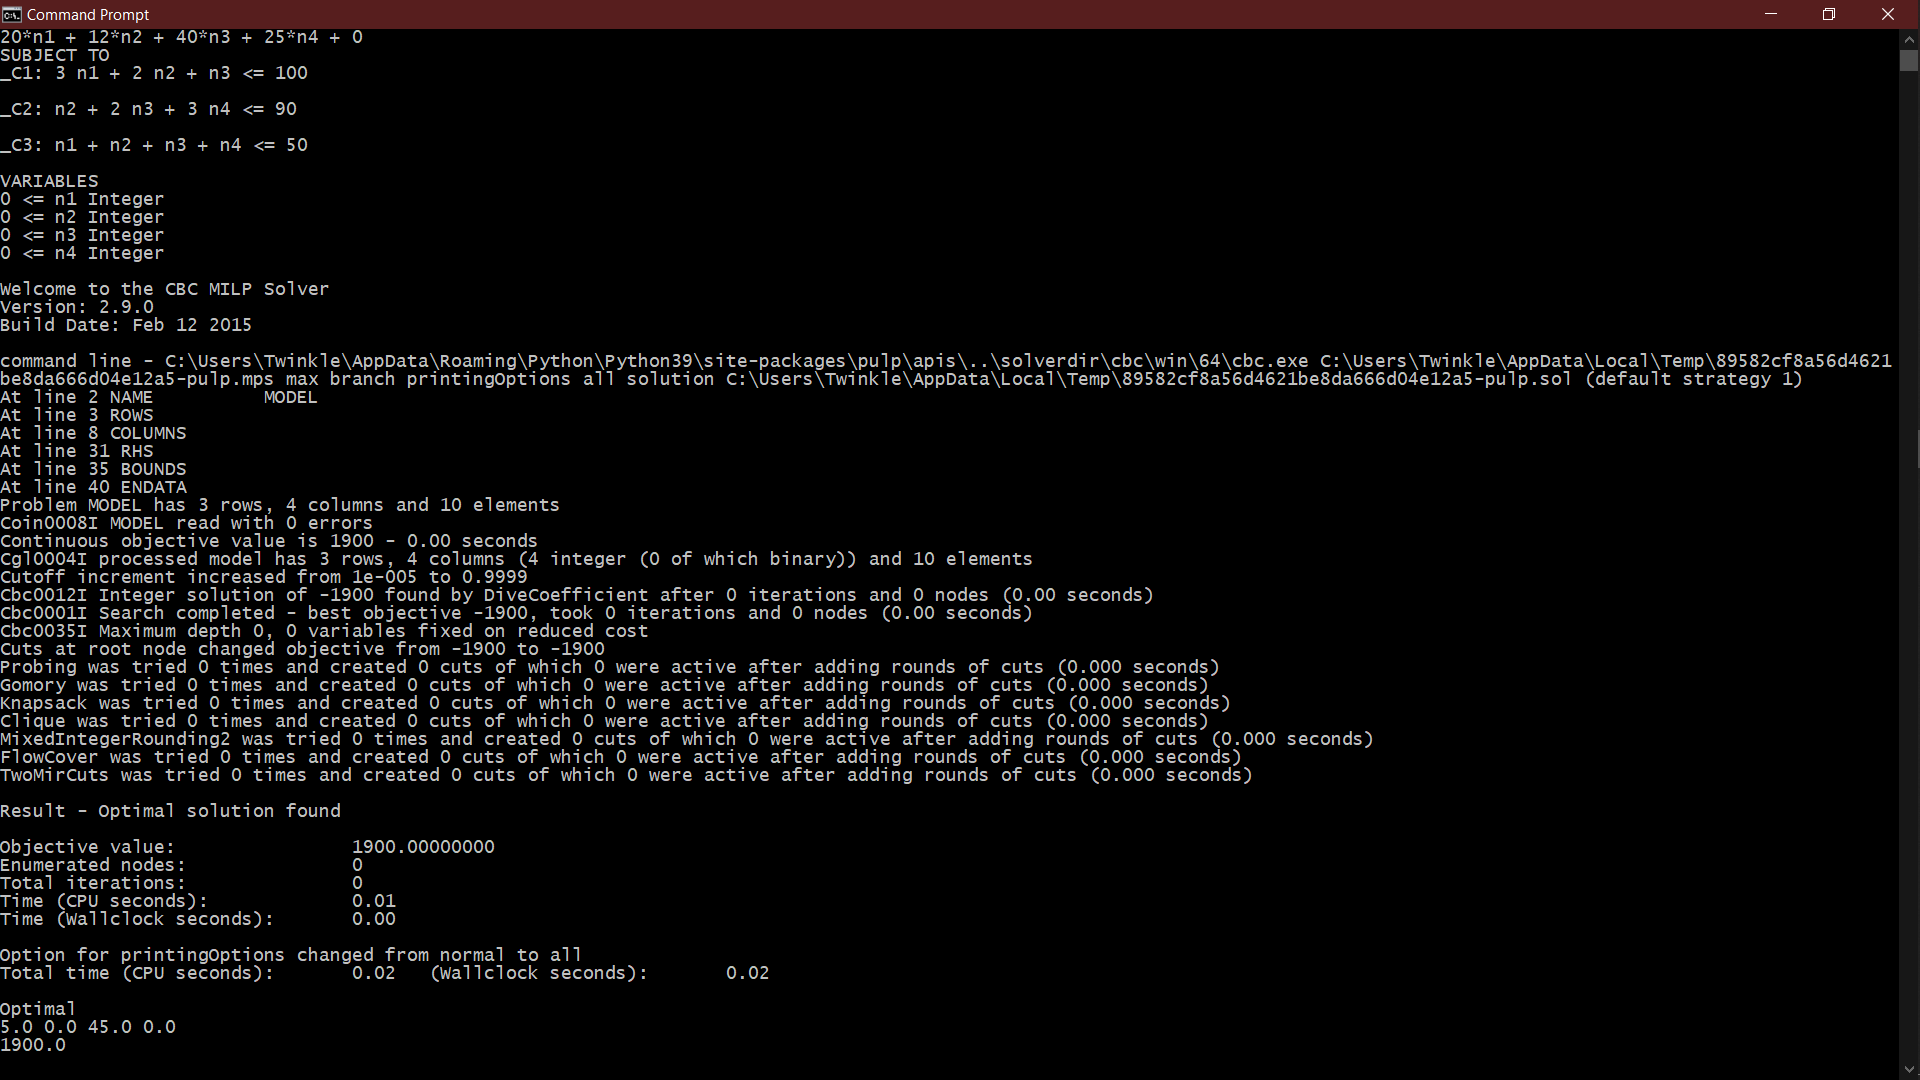 Command Prompt
20*n1 + 12*n2 + 40*n3 + 25*n4 + 0
SUBJECT TO
_C1: 3 n1 + 2 n2 + n3 <= 100
_C2: n2 + 2 n3 + 3 n4 <= 90
_C3: n1 + n2 + n3 + n4 <= 50
VARIABLES
0 <= n1 Integer
0 <= n2 Integer
0 <= n3 Integer
0 <= n4 Integer
Welcome to the CBC MILP Solver
Version: 2.9.0
Build Date: Feb 12 2015
command line - C:\Users\Twinkle\AppData\Roaming\Python\Python39\site-packages\pulp\apis\..\solverdir\cbc\win\64\cbc.exe C:\Users\Twinkle\AppData\Local\Temp\89582cf8a56d4621
be8da666d04e12a5-pulp.mps max branch printingOptions all solution C:\Users\Twinkle\AppData\Local\Temp\89582cf8a56d4621be8da666d04e12a5-pulp.sol (default strategy 1)
At line 2 NAME          MODEL
At line 3 ROWS
At line 8 COLUMNS
At line 31 RHS
At line 35 BOUNDS
At line 40 ENDATA
Problem MODEL has 3 rows, 4 columns and 10 elements
Coin0008I MODEL read with 0 errors
Continuous objective value is 1900 - 0.00 seconds
Cgl0004I processed model has 3 rows, 4 columns (4 integer (0 of which binary)) and 10 elements
Cutoff increment increased from 1e-005 to 0.9999
Cbc0012I Integer solution of -1900 found by DiveCoefficient after 0 iterations and 0 nodes (0.00 seconds)
Cbc0001I Search completed - best objective -1900, took 0 iterations and 0 nodes (0.00 seconds)
Cbc0035I Maximum depth 0, 0 variables fixed on reduced cost
Cuts at root node changed objective from -1900 to -1900
Probing was tried 0 times and created 0 cuts of which 0 were active after adding rounds of cuts (0.000 seconds)
Gomory was tried 0 times and created 0 cuts of which 0 were active after adding rounds of cuts (0.000 seconds)
Knapsack was tried 0 times and created 0 cuts of which 0 were active after adding rounds of cuts (0.000 seconds)
Clique was tried 0 times and created 0 cuts of which 0 were active after adding rounds of cuts (0.000 seconds)
MixedIntegerRounding2 was tried 0 times and created 0 cuts of which 0 were active after adding rounds of cuts (0.000 seconds)
FlowCover was tried 0 times and created 0 cuts of which 0 were active after adding rounds of cuts (0.000 seconds)
TwoMirCuts was tried 0 times and created 0 cuts of which 0 were active after adding rounds of cuts (0.000 seconds)
Result - Optimal solution found
Objective value:                1900.00000000
Enumerated nodes:               0
Total iterations:               0
Time (CPU seconds):             0.01
Time (Wallclock seconds):       0.00
Option for printingOptions changed from normal to all
Total time (CPU seconds):       0.02   (Wallclock seconds):       0.02
Optimal
5.0 0.0 45.0 0.0
1900.0